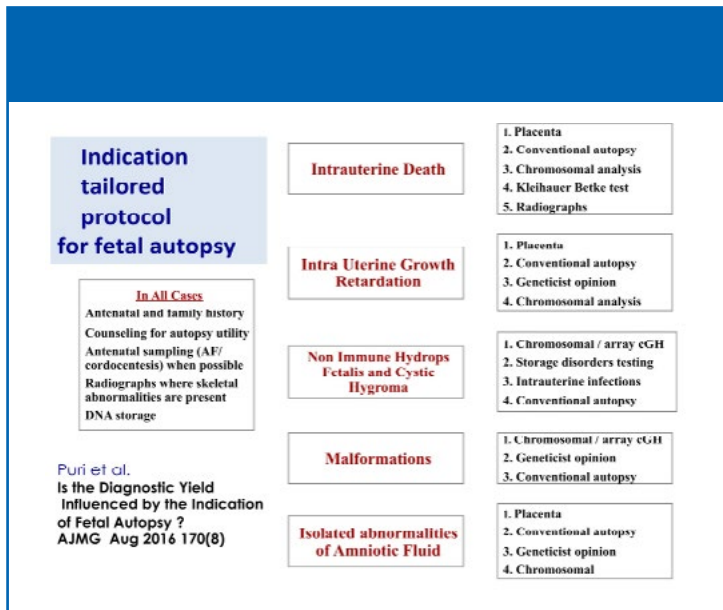 Indication
tailored
protocol
for fetal autopsy
In All Cases
Antenatal and family history
Counseling for autopsy utility
Antenatal sampling (AF/
cordocentesis) when possible
Radiographs where skeletal
abnormalities are present
DNA storage
Puri et al.
Is the Diagnostic Yield
Influenced by the Indication
of Fetal Autopsy ?
AJMG Aug 2016 170(8)
Intrauterine Death
1. Placenta
2. Conventional autopsy
3. Chromosomal analysis
4. Kleihauer Betke test
5. Radiographs
Intra Uterine Growth
Retardation
1. Placenta
2. Conventional autopsy
3. Geneticist opinion
4. Chromosomal analysis
Non Immune Hydrops
Fetalis and Cystic
Hygroma
1. Chromosomal / array cGH
2. Storage disorders testing
3. Intrauterine infections
4. Conventional autopsy
Malformations
1. Chromosomal / array cGH
2. Geneticist opinion
3. Conventional autopsy
Isolated abnormalities
of Amniotic Fluid
1. Placenta
2. Conventional autopsy
3. Geneticist opinion
4. Chromosomal